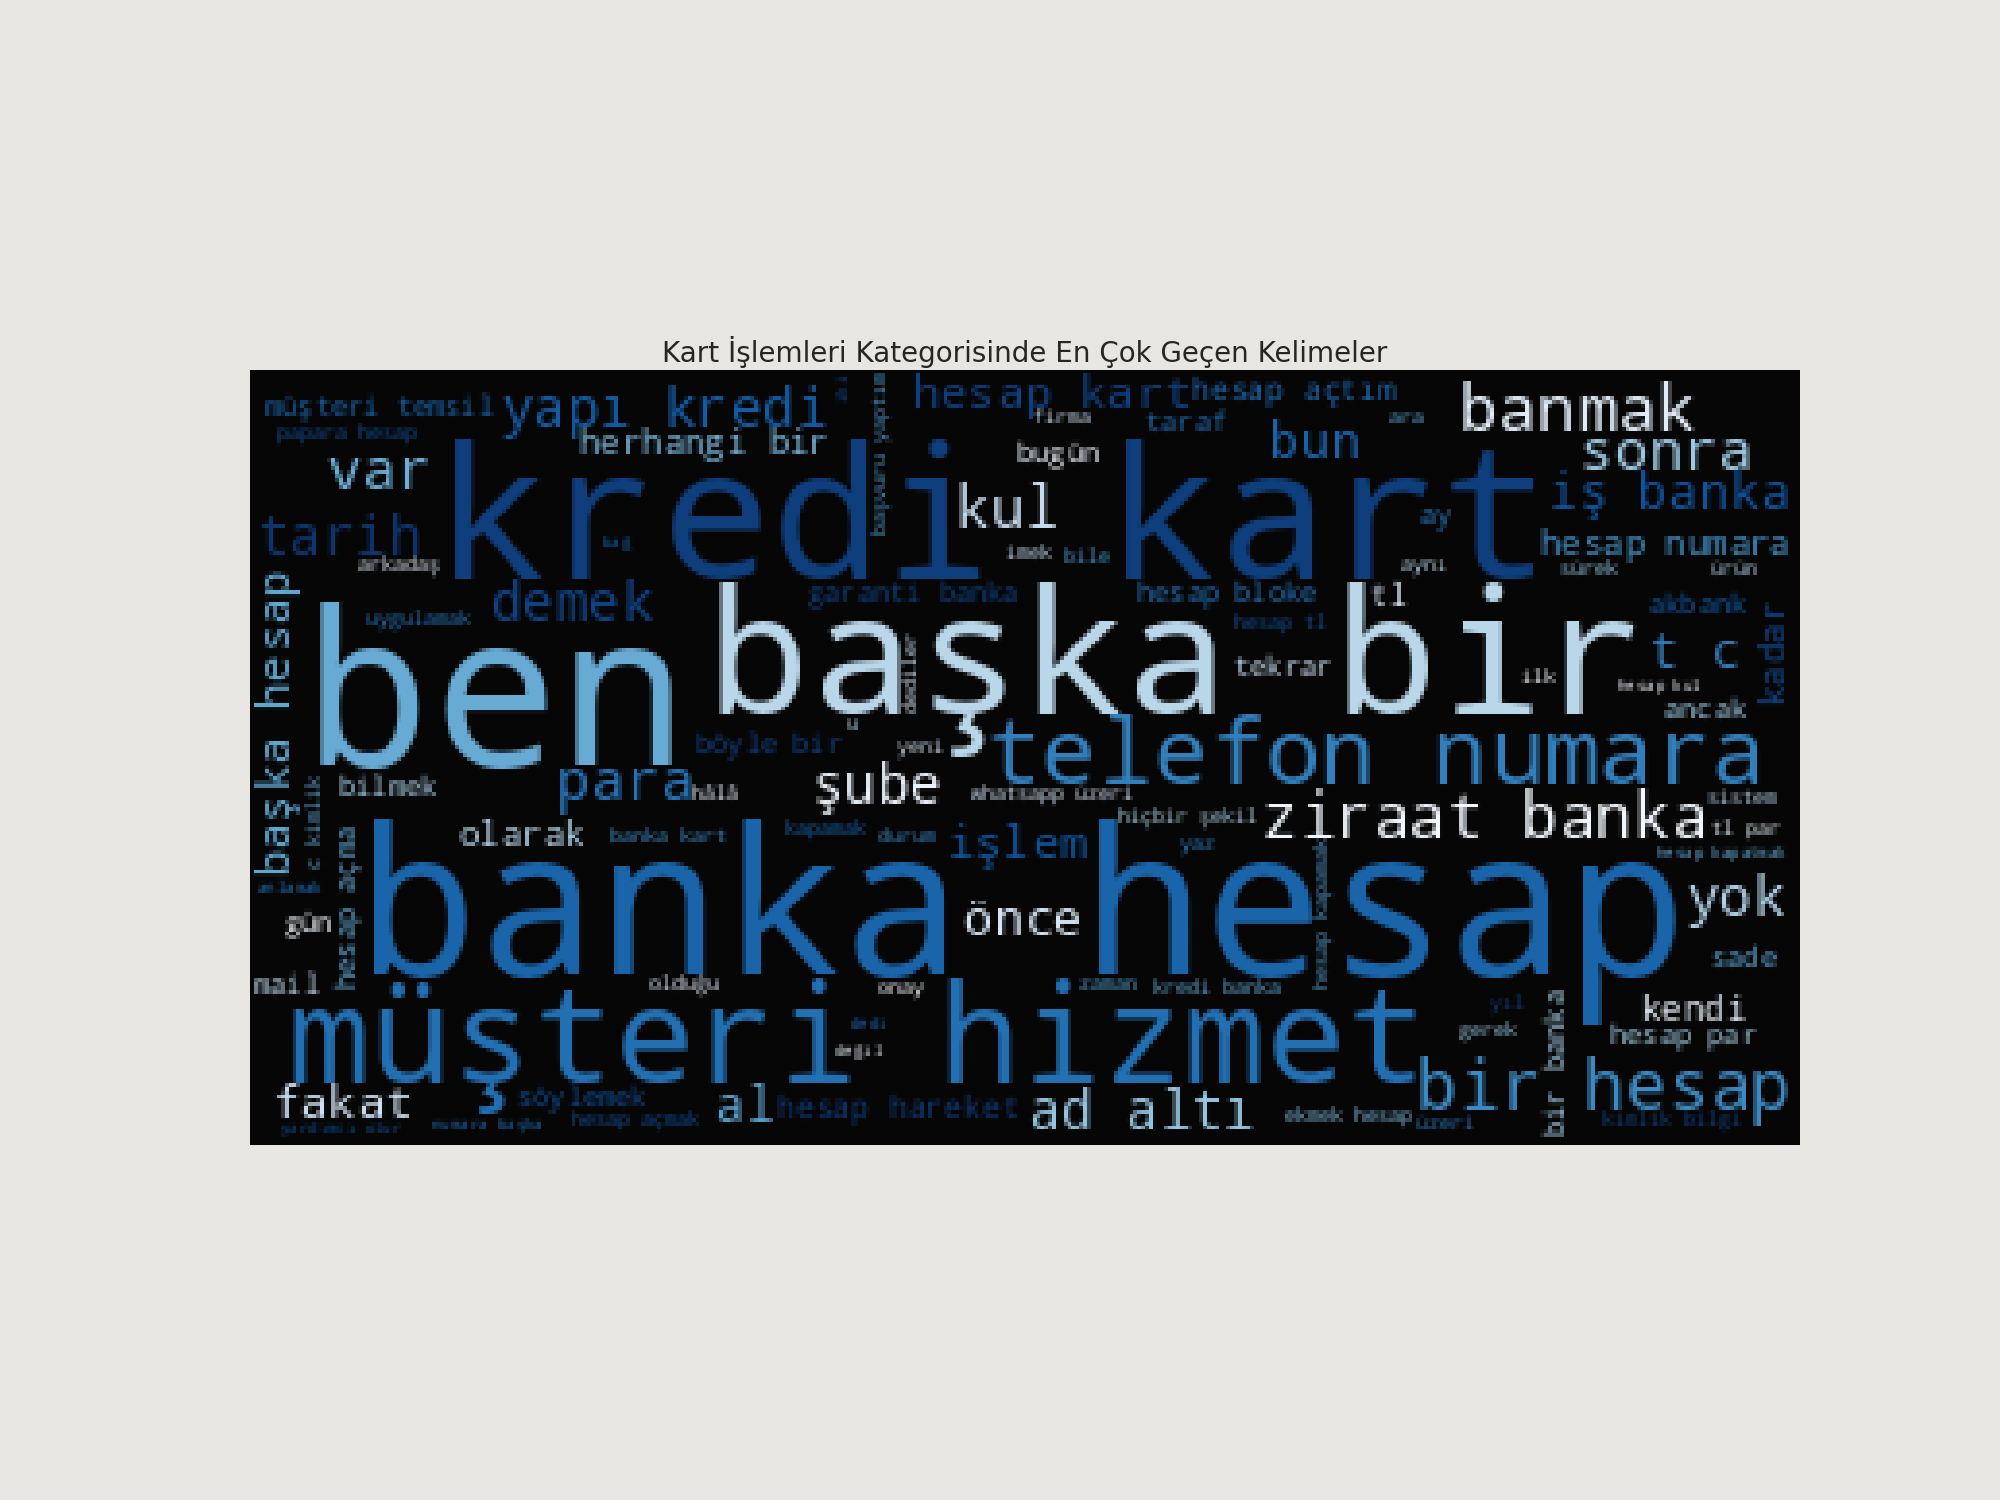 Kart İşlemleri Kategorisinde En Çok Geçen Kelimeler
müşteri temsil
yapı kredi
hesap kart
hesap açtım
banmak
papara hesap
herhangi bir
başvuru yaptım
firma
taraf
ara
bun
sonra
var
bugün
kredi kart
kul
iş banka
tarih
ay
hesap numara
arkadaş
imek
bile
aynı
sürek
ürün
başka hesap
demek
garanti banka
hesap bloke
tl
akbank
uygulamak
ben
başka bir
hesap tl
t c
kadar
dediler
tekrar
ilk
hesap kul
ancak
böyle bir
yeni
telefon numara
bilmek
para
hâlâ
şube
whatsapp üzeri
ziraat banka
sistem
c kimlik
olarak
banka kart
kapamak
durum
işlem
hiçbir şekil
yaz
tl par
hesap kapatmak
anlamak
hesap açma
banka hesap
hesap kapamak
yok
gün
önce
sade
mail
olduğu
onay
zaman
kredi banka
müşteri hizmet
dedi
değil
yıl
gerek
bir banka
kendi
hesap par
fakat
söylemek
hesap açmak
al
hesap hareket
ad altı
ekmek hesap
bir
üzeri
hesap
kimlik bilgi
numara başka